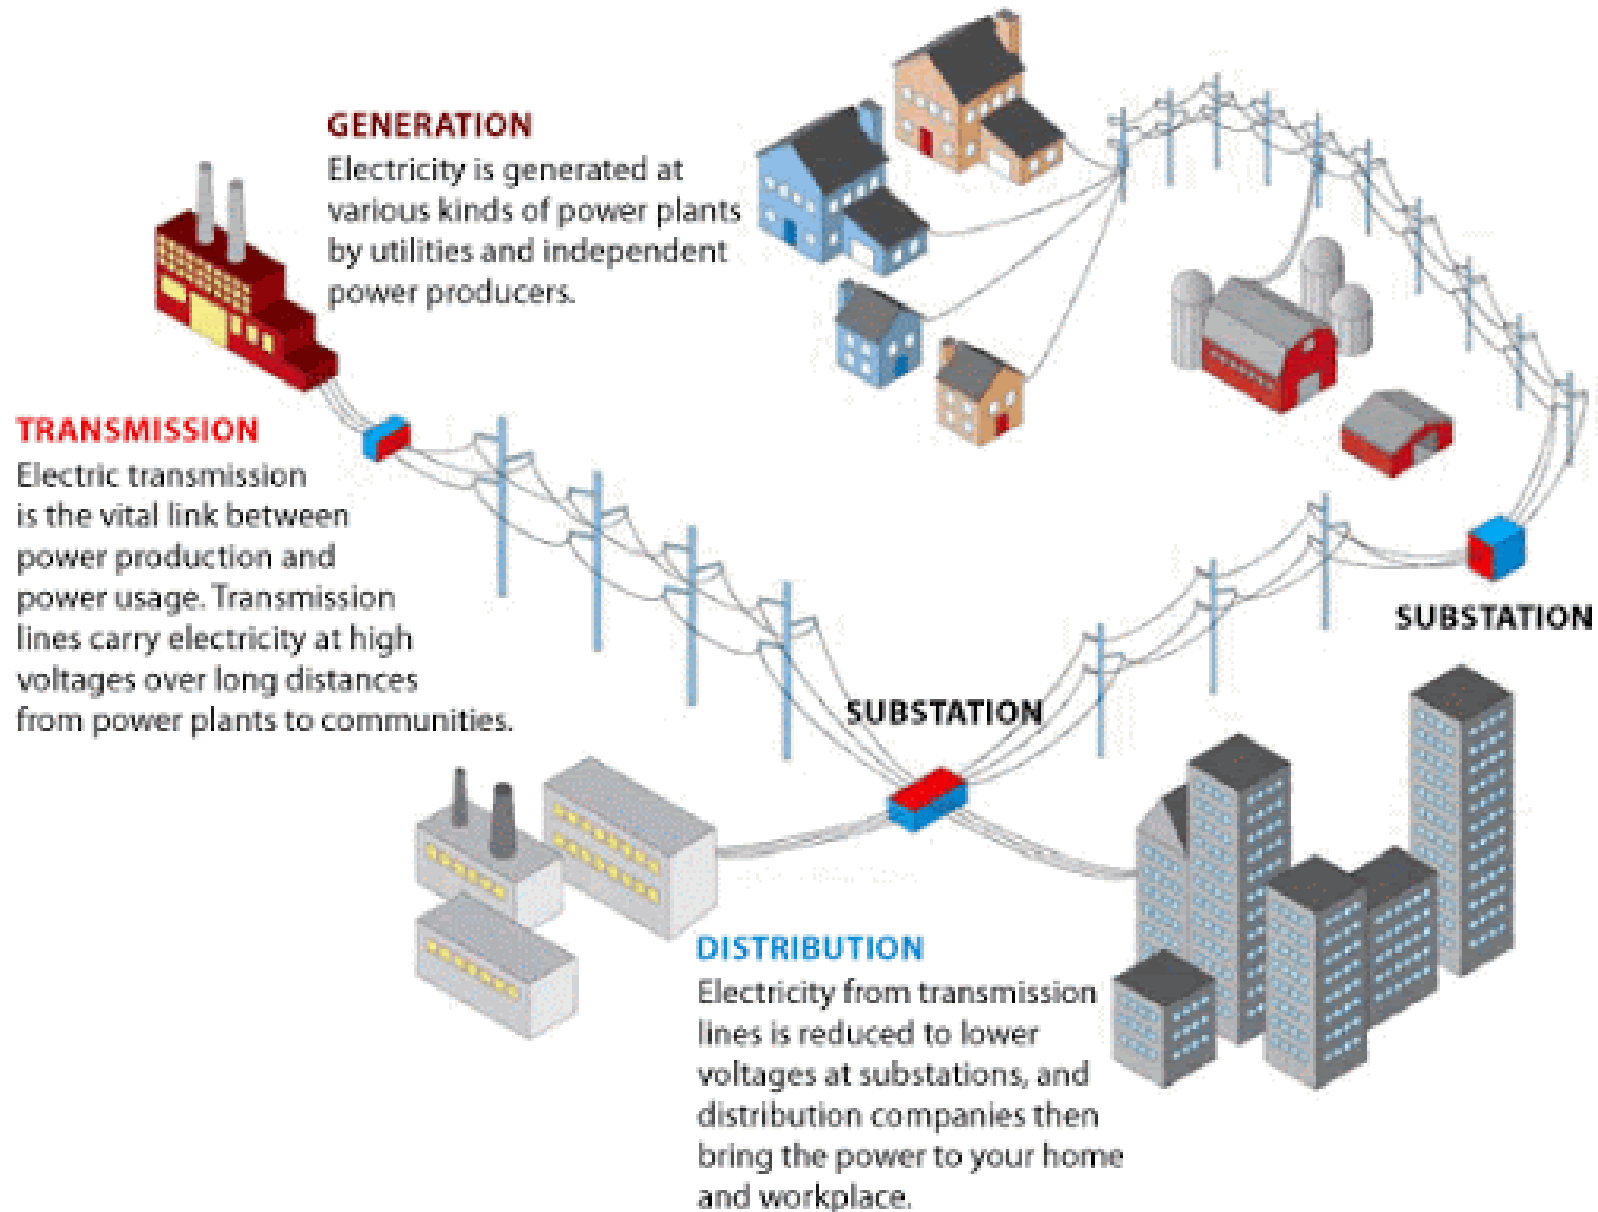 GENERATION
Electricity is generated at
various kinds of power plants
by utilities and independent
power producers.
TRANSMISSION
Electric transmission
is the vital link between
power production and
power usage. Transmission
lines carry electricity at high
voltages over long distances
from power plants to communities.
SUBSTATION
SUBSTATION
DISTRIBUTION
Electricity from transmission
lines is reduced to lower
voltages at substations, and
distribution companies then
bring the power to your home
and workplace.